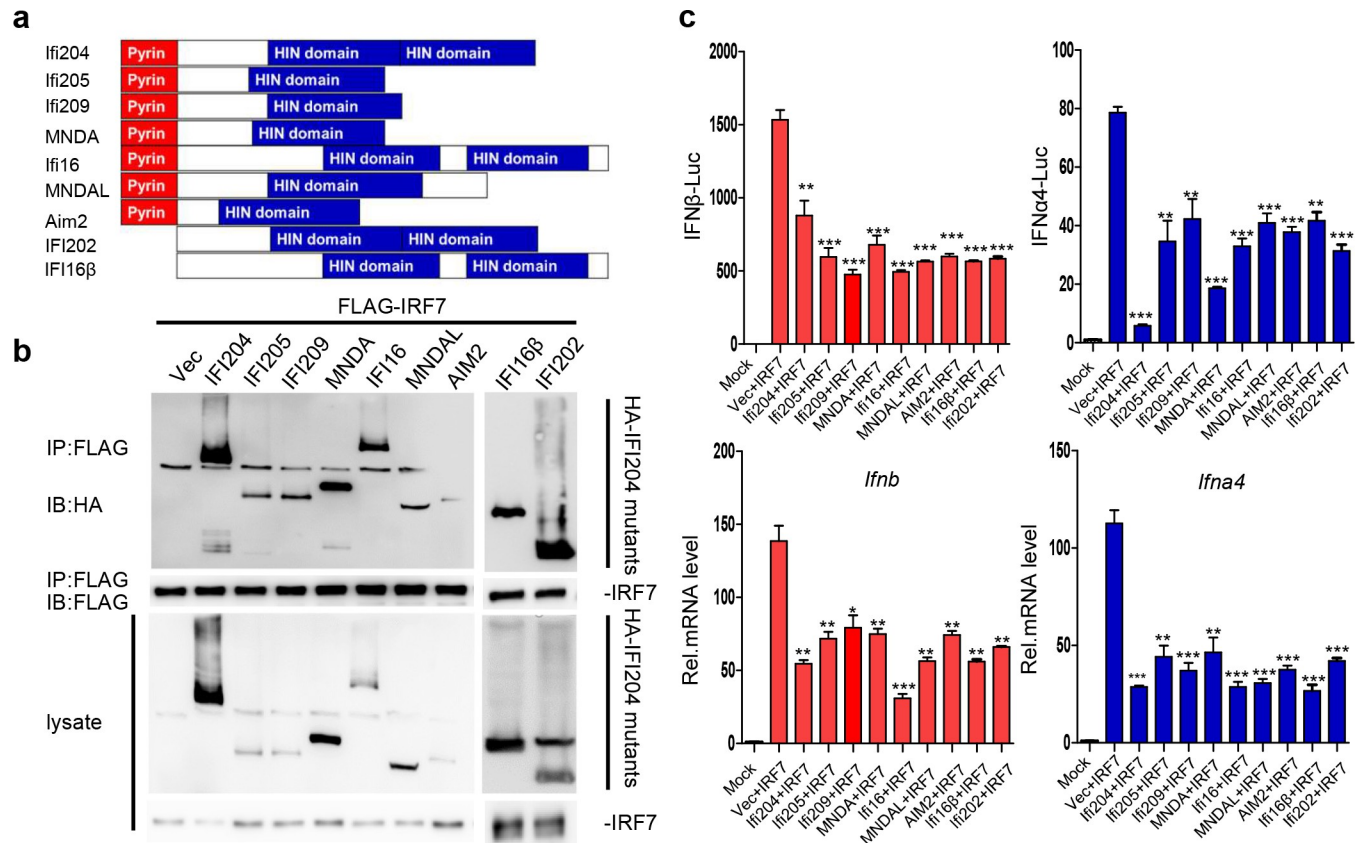 a
Ifi204 Pyrin HIN domain HIN domain
Ifi205 Pyrin HIN domain
Ifi209 Pyrin HIN domain
MNDA Pyrin HIN domain
Ifi16 Pyrin HIN domain HIN domain
MNDAL Pyrin HIN domain
Aim2 Pyrin HIN domain
IFI202 HIN domain HIN domain
IFI16β HIN domain HIN domain
FLAG-IRF7
b
Vec IFI204 IFI205 IFI209 MNDA IFI16 MNDAL AIM2 IFI16β IFI202
IP:FLAG
IB:HA
HA-IFI204 mutants
IP:FLAG
IB:FLAG
-IRF7
lysate
HA-IFI204 mutants
-IRF7
c
IFNβ-Luc
2000
1500
1000
500
0
** *** *** *** *** *** *** *** ***
Mock Vec+IRF7 Ifi204+IRF7 Ifi205+IRF7 Ifi209+IRF7 MNDA+IRF7 Ifi16+IRF7 MNDAL+IRF7 AIM2+IRF7 Ifi16β+IRF7 Ifi202+IRF7
IFNα4-Luc
100
80
60
40
20
0
*** ** ** *** *** *** *** ** ***
Mock Vec+IRF7 Ifi204+IRF7 Ifi205+IRF7 Ifi209+IRF7 MNDA+IRF7 Ifi16+IRF7 MNDAL+IRF7 AIM2+IRF7 Ifi16β+IRF7 Ifi202+IRF7
Ifnb
Rel.mRNA level
200
150
100
50
0
** ** * ** *** ** ** ** **
Mock Vec+IRF7 Ifi204+IRF7 Ifi205+IRF7 Ifi209+IRF7 MNDA+IRF7 Ifi16+IRF7 MNDAL+IRF7 AIM2+IRF7 Ifi16β+IRF7 Ifi202+IRF7
Ifna4
Rel.mRNA level
150
100
50
0
*** ** *** ** *** *** *** *** ***
Mock Vec+IRF7 Ifi204+IRF7 Ifi205+IRF7 Ifi209+IRF7 MNDA+IRF7 Ifi16+IRF7 MNDAL+IRF7 AIM2+IRF7 Ifi16β+IRF7 Ifi202+IRF7